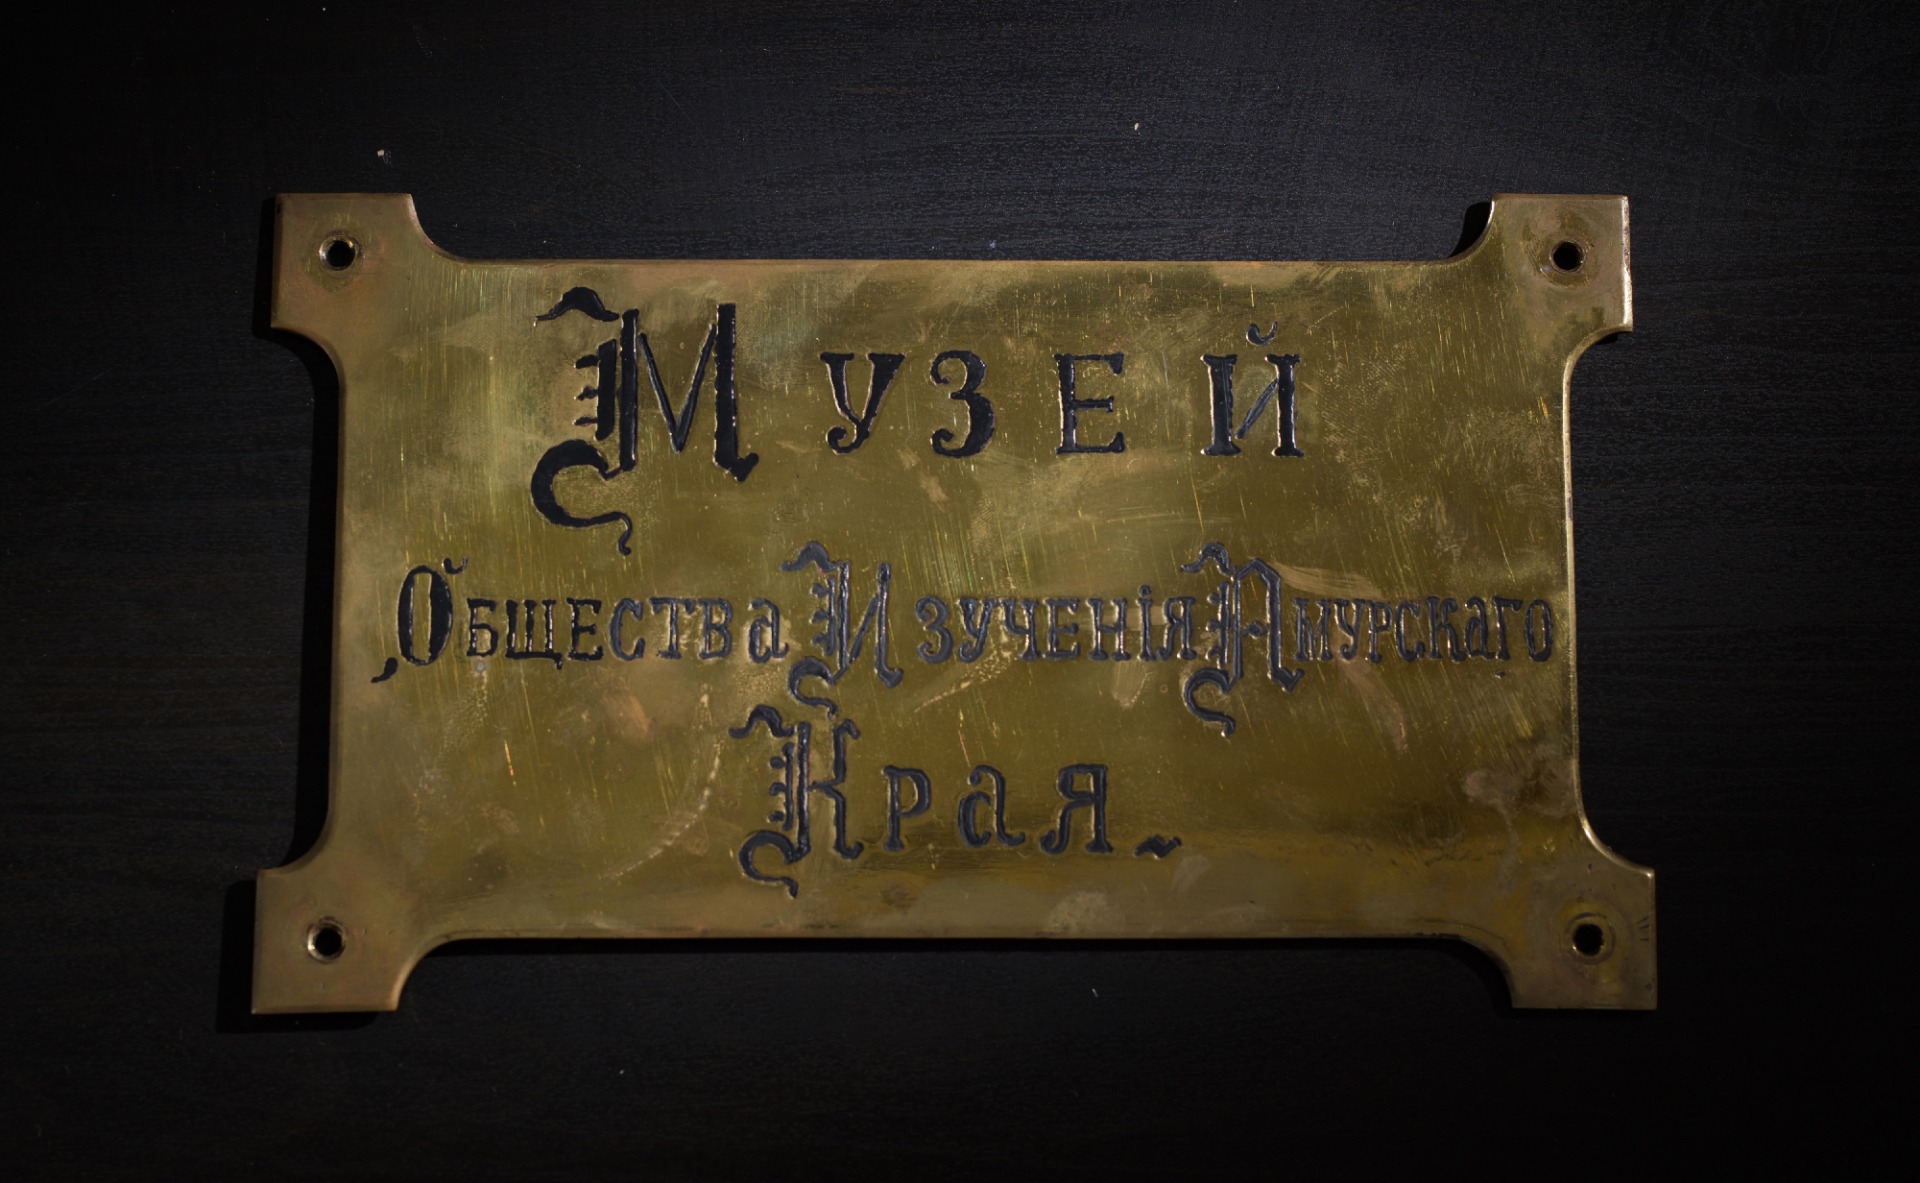 Музей
Общества Изученія Амурскаго
Края